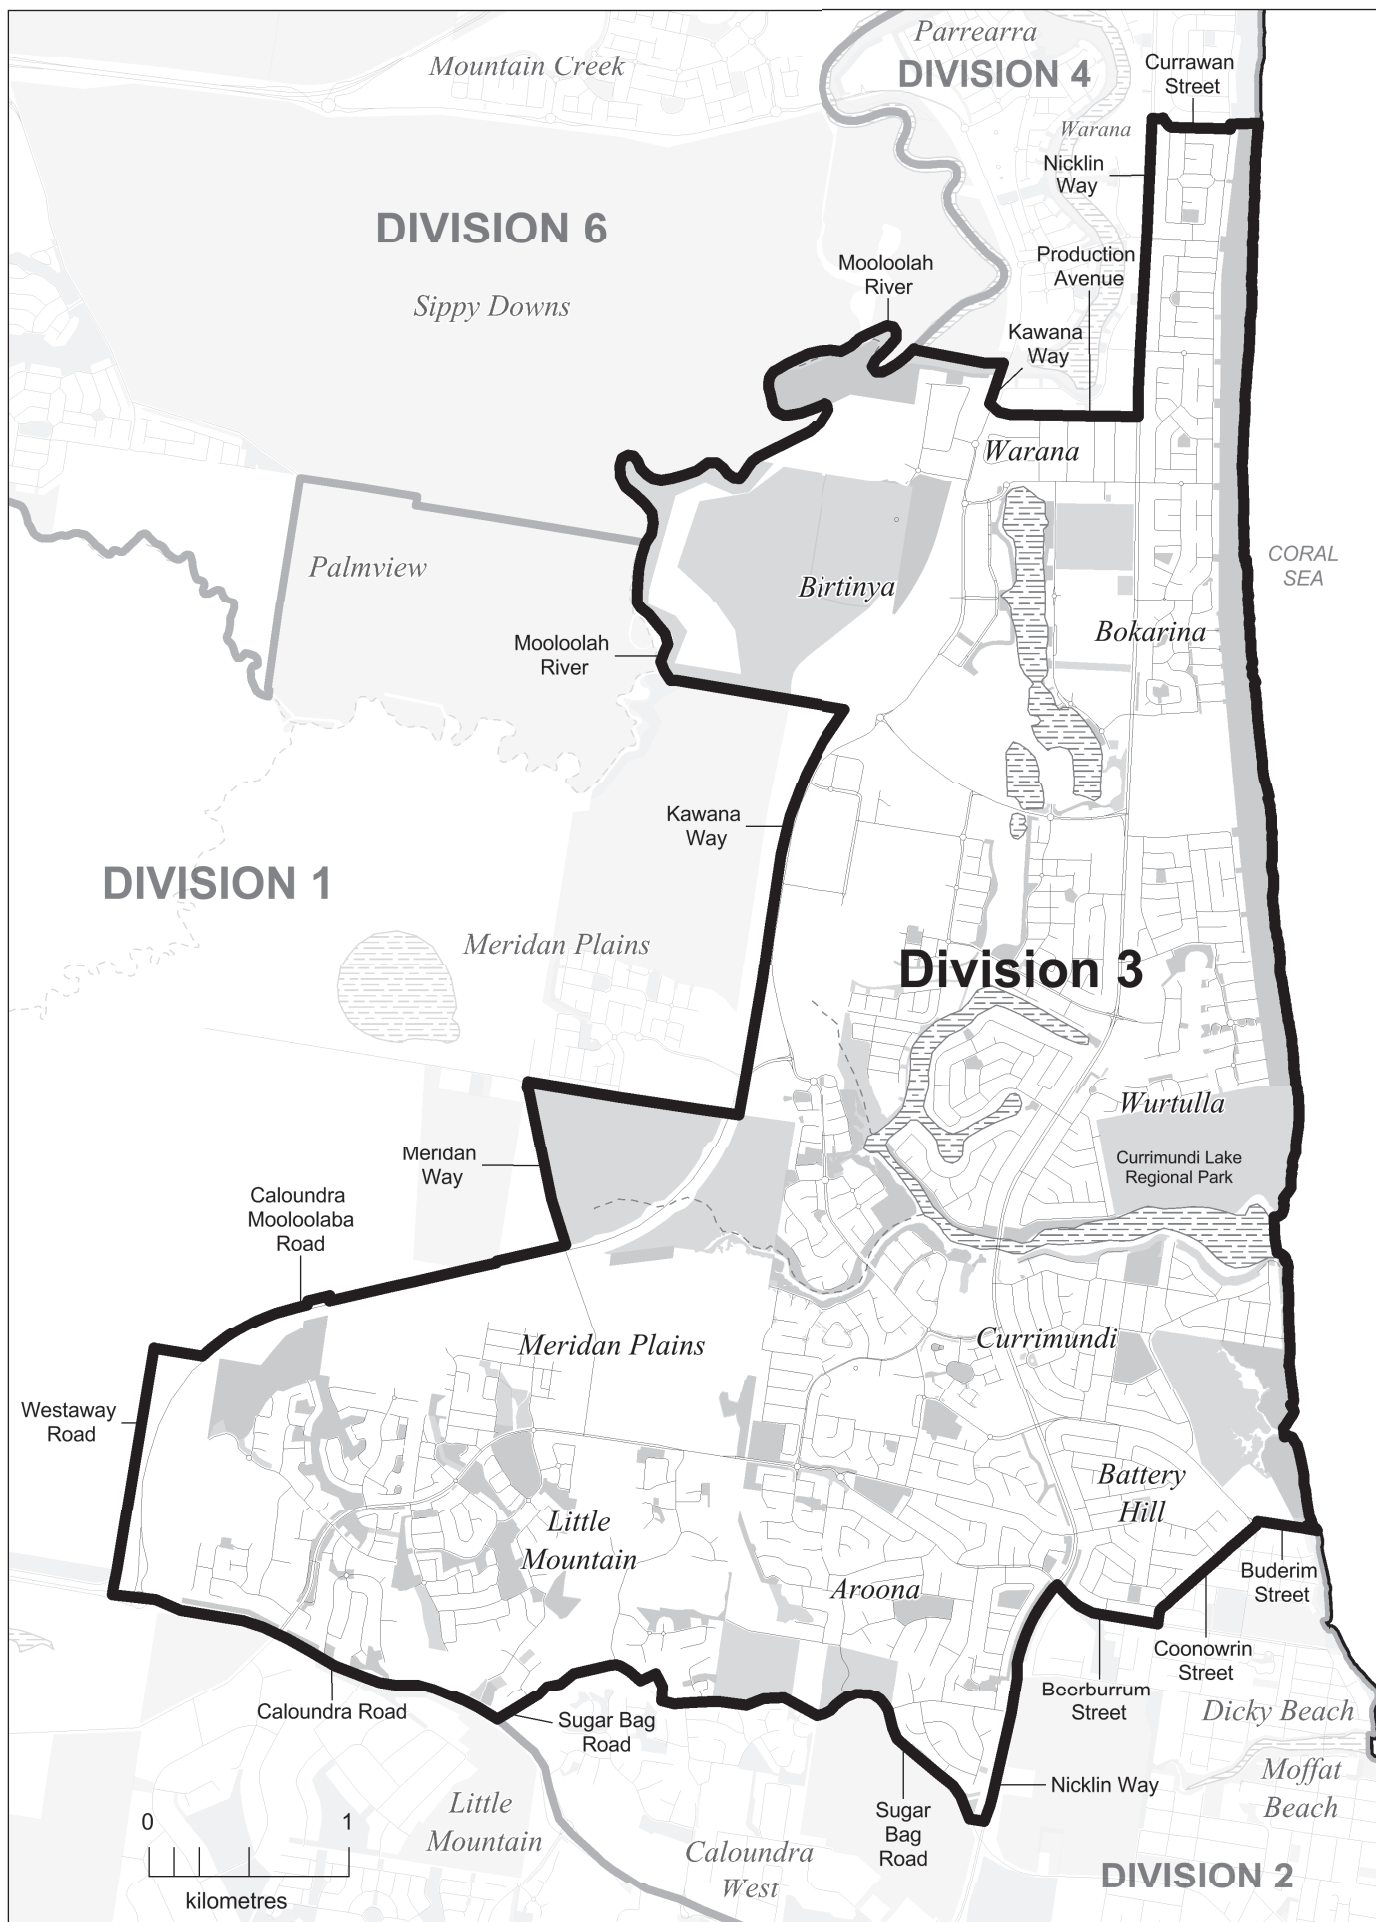 Parrearra
Mountain Creek
DIVISION 4
Currawan
Street
Warana
Nicklin
Way
DIVISION 6
Mooloolah
River
Production
Avenue
Sippy Downs
Kawana
Way
Warana
CORAL
SEA
Palmview
Birtinya
Bokarina
Mooloolah
River
Kawana
Way
DIVISION 1
Meridan Plains
Division 3
Wurtulla
Meridan
Way
Currimundi Lake
Regional Park
Caloundra
Mooloolaba
Road
Meridan Plains
Currimundi
Westaway
Road
Battery
Hill
Little
Mountain
Aroona
Buderim
Street
Coonowrin
Street
Beerburrum
Street
Caloundra Road
Sugar Bag
Road
Dicky Beach
Nicklin Way
Moffat
Beach
Little
Mountain
Sugar
Bag
Road
0 1
kilometres
Caloundra
West
DIVISION 2